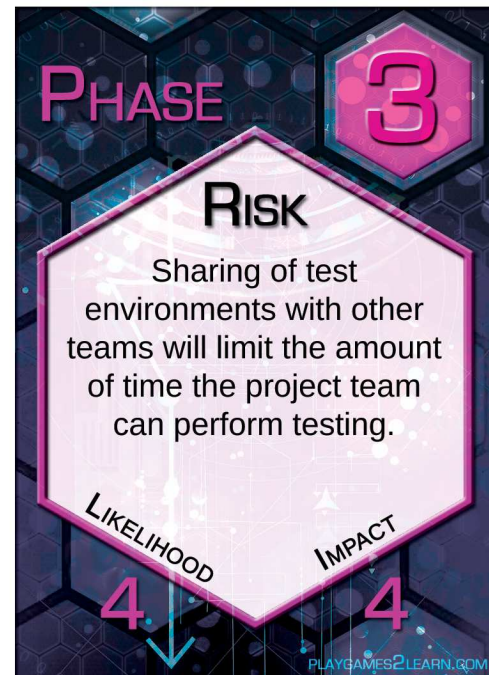 PHASE 3
RISK
Sharing of test
environments with other
teams will limit the amount
of time the project team
can perform testing.
LIKELIHOOD IMPACT
4 4
PLAYGAMES2LEARN.COM